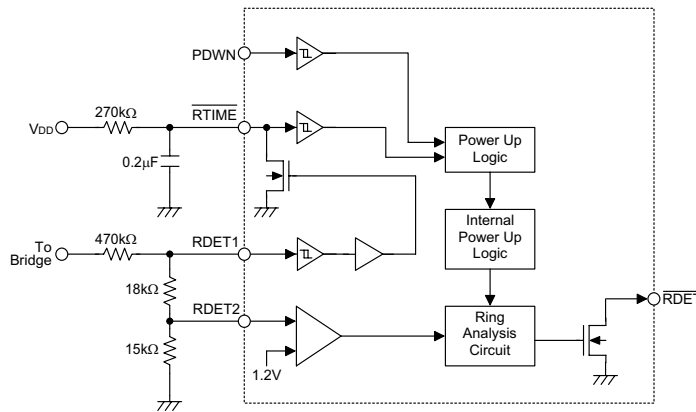 PDWN
270kΩ
RTIME
VDD
Power Up
Logic
0.2μF
Internal
Power Up
Logic
To
Bridge
470kΩ
RDET1
18kΩ
RDET2
Ring
Analysis
Circuit
RDET
15kΩ
1.2V